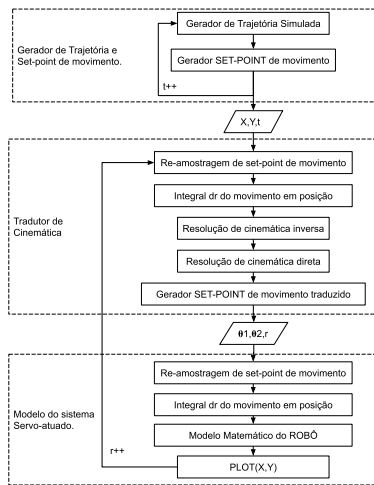 Gerador de Trajetória Simulada
Gerador de Trajetória e
Set-point de movimento.
Gerador SET-POINT de movimento
t++
X,Y,t
Re-amostragem de set-point de movimento
Integral dr do movimento em posição
Tradutor de
Cinemática
Resolução de cinemática inversa
Resolução de cinemática direta
Gerador SET-POINT de movimento traduzido
θ1,θ2,r
Re-amostragem de set-point de movimento
Integral dr do movimento em posição
Modelo do sistema
Servo-atuado.
Modelo Matemático do ROBÔ
r++
PLOT(X,Y)